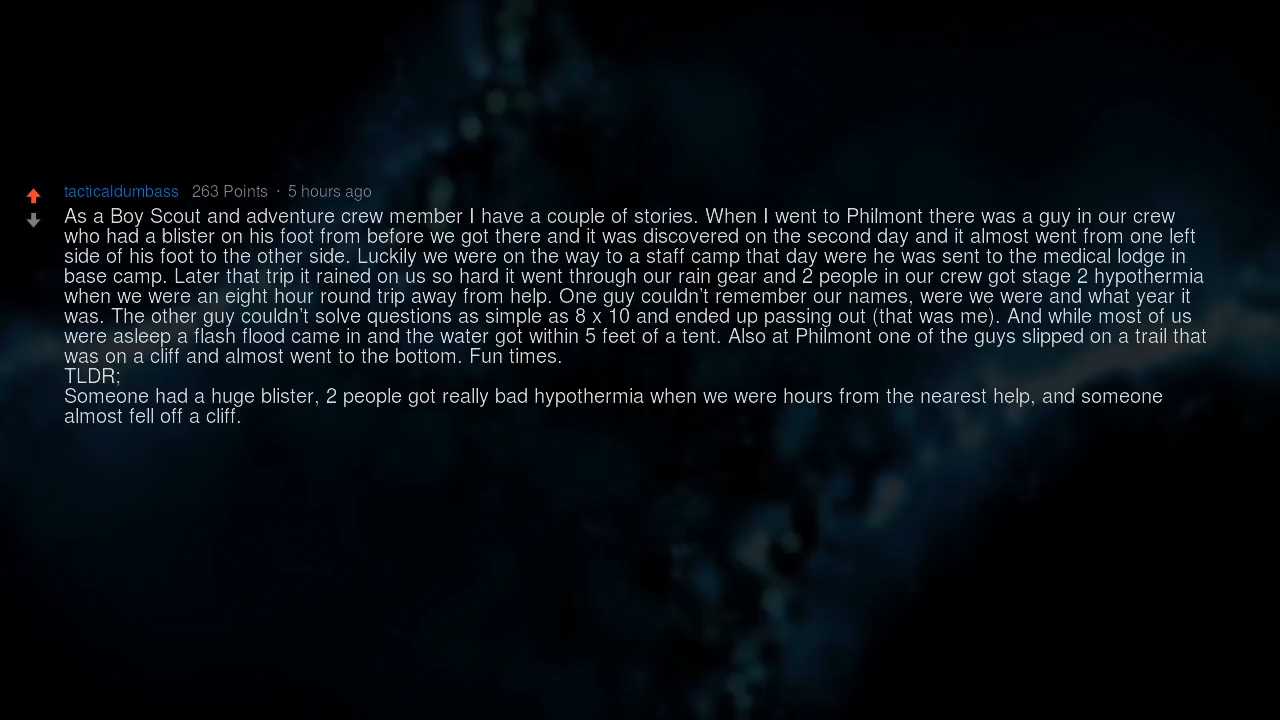 tacticaldumbass 263 Points · 5 hours ago
As a Boy Scout and adventure crew member I have a couple of stories. When I went to Philmont there was a guy in our crew
who had a blister on his foot from before we got there and it was discovered on the second day and it almost went from one left
side of his foot to the other side. Luckily we were on the way to a staff camp that day were he was sent to the medical lodge in
base camp. Later that trip it rained on us so hard it went through our rain gear and 2 people in our crew got stage 2 hypothermia
when we were an eight hour round trip away from help. One guy couldn't remember our names, were we were and what year it
was. The other guy couldn't solve questions as simple as 8 x 10 and ended up passing out (that was me). And while most of us
were asleep a flash flood came in and the water got within 5 feet of a tent. Also at Philmont one of the guys slipped on a trail that
was on a cliff and almost went to the bottom. Fun times.
TLDR;
Someone had a huge blister, 2 people got really bad hypothermia when we were hours from the nearest help, and someone
almost fell off a cliff.